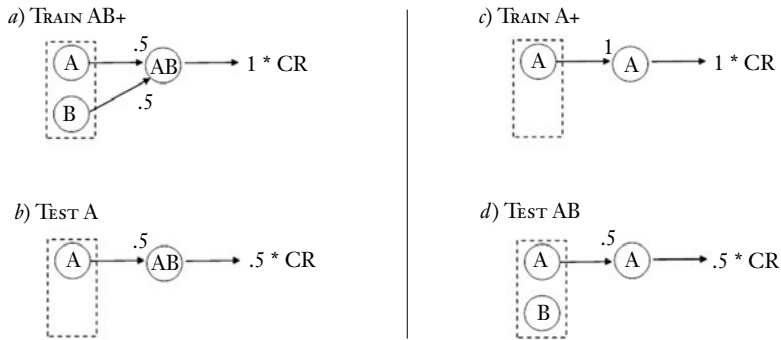 a) TRAIN AB+
.5
A
AB
1 * CR
B
.5
b) TEST A
.5
A
AB
.5 * CR
c) TRAIN A+
1
A
A
1 * CR
d) TEST AB
.5
A
A
.5 * CR
B